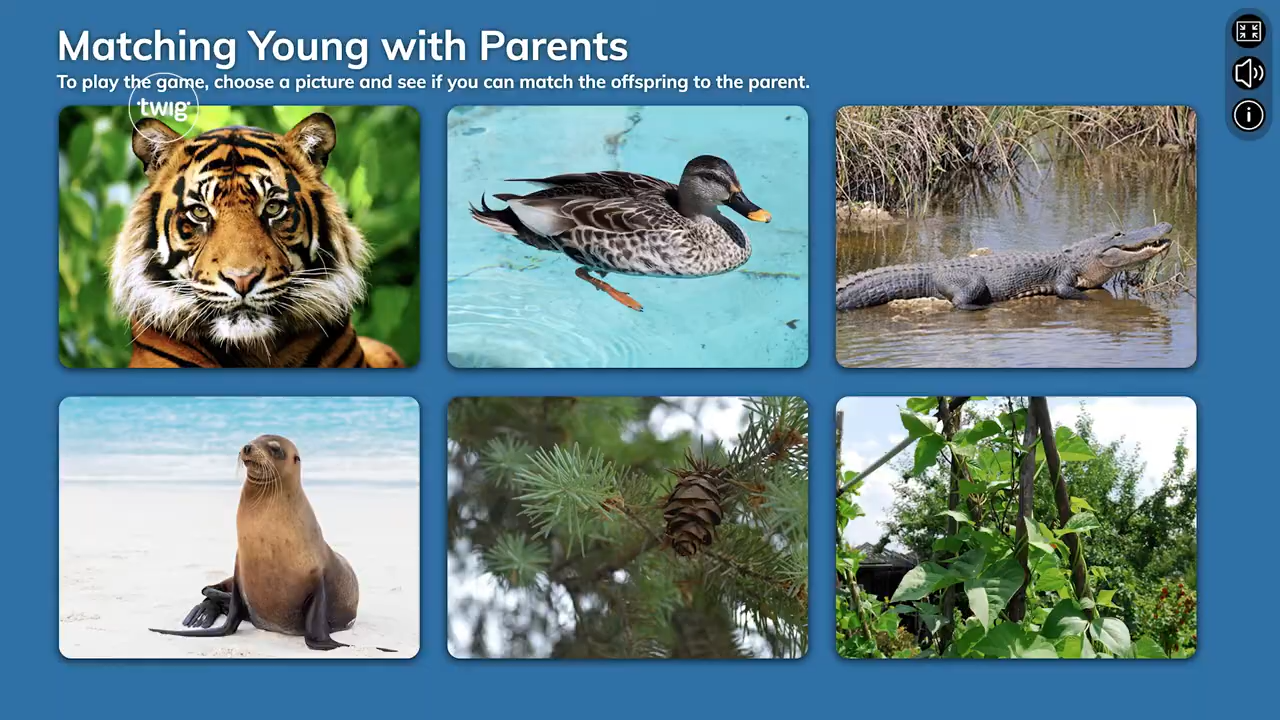 Matching Young with Parents
To play the game, choose a picture and see if you can match the offspring to the parent.
twig